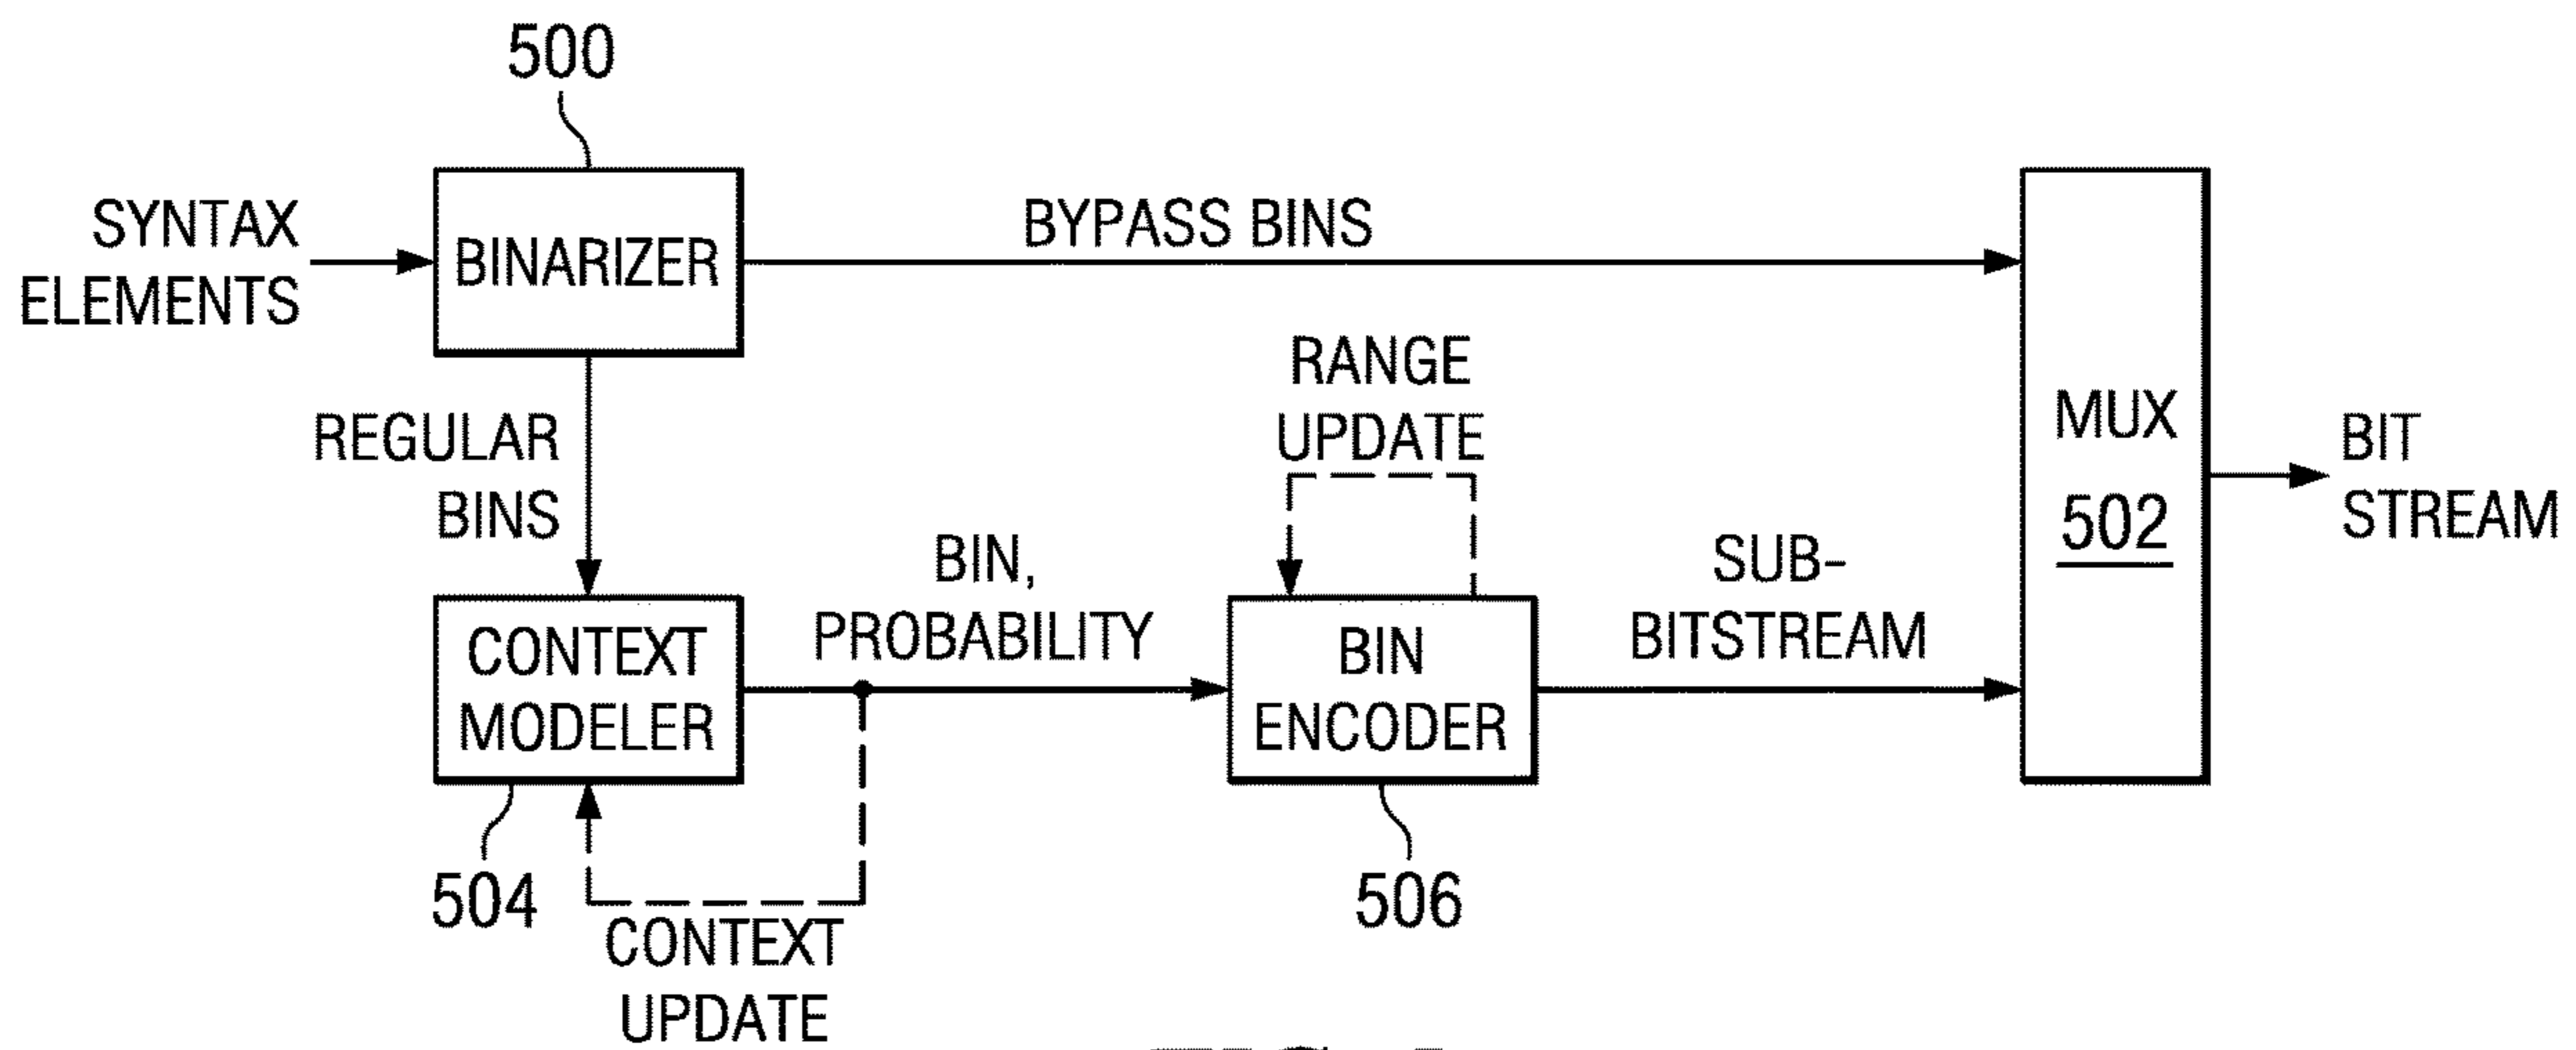 500
SYNTAX
ELEMENTS
BINARIZER
BYPASS BINS
REGULAR
BINS
RANGE
UPDATE
MUX
502
BIT
STREAM
CONTEXT
MODELER
BIN,
PROBABILITY
BIN
ENCODER
SUB-
BITSTREAM
504
506
CONTEXT
UPDATE